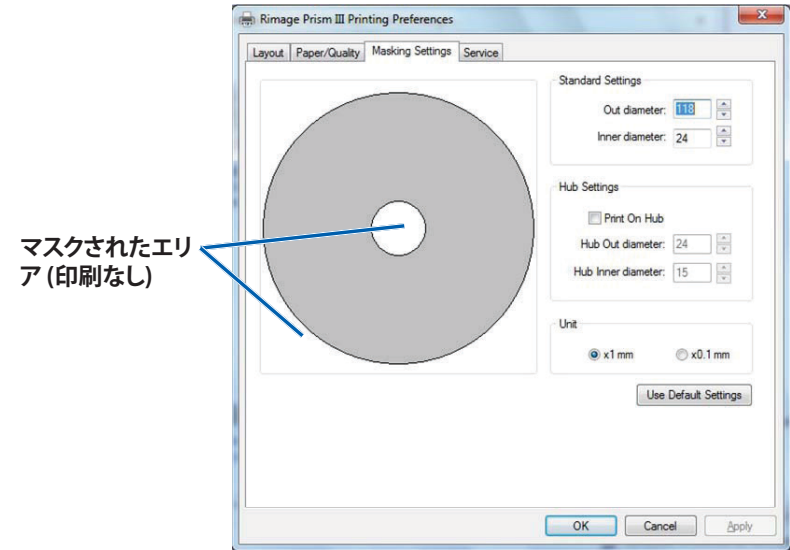 Rimage Prism III Printing Preferences
Layout
Paper/Quality
Masking Settings
Service
Standard Settings
Out diameter: 118
Inner diameter: 24
Hub Settings
Print On Hub
Hub Out diameter: 24
Hub Inner diameter: 15
Unit
x1 mm
x0.1 mm
Use Default Settings
マスクされたエリ
ア (印刷なし)
OK
Cancel
Apply